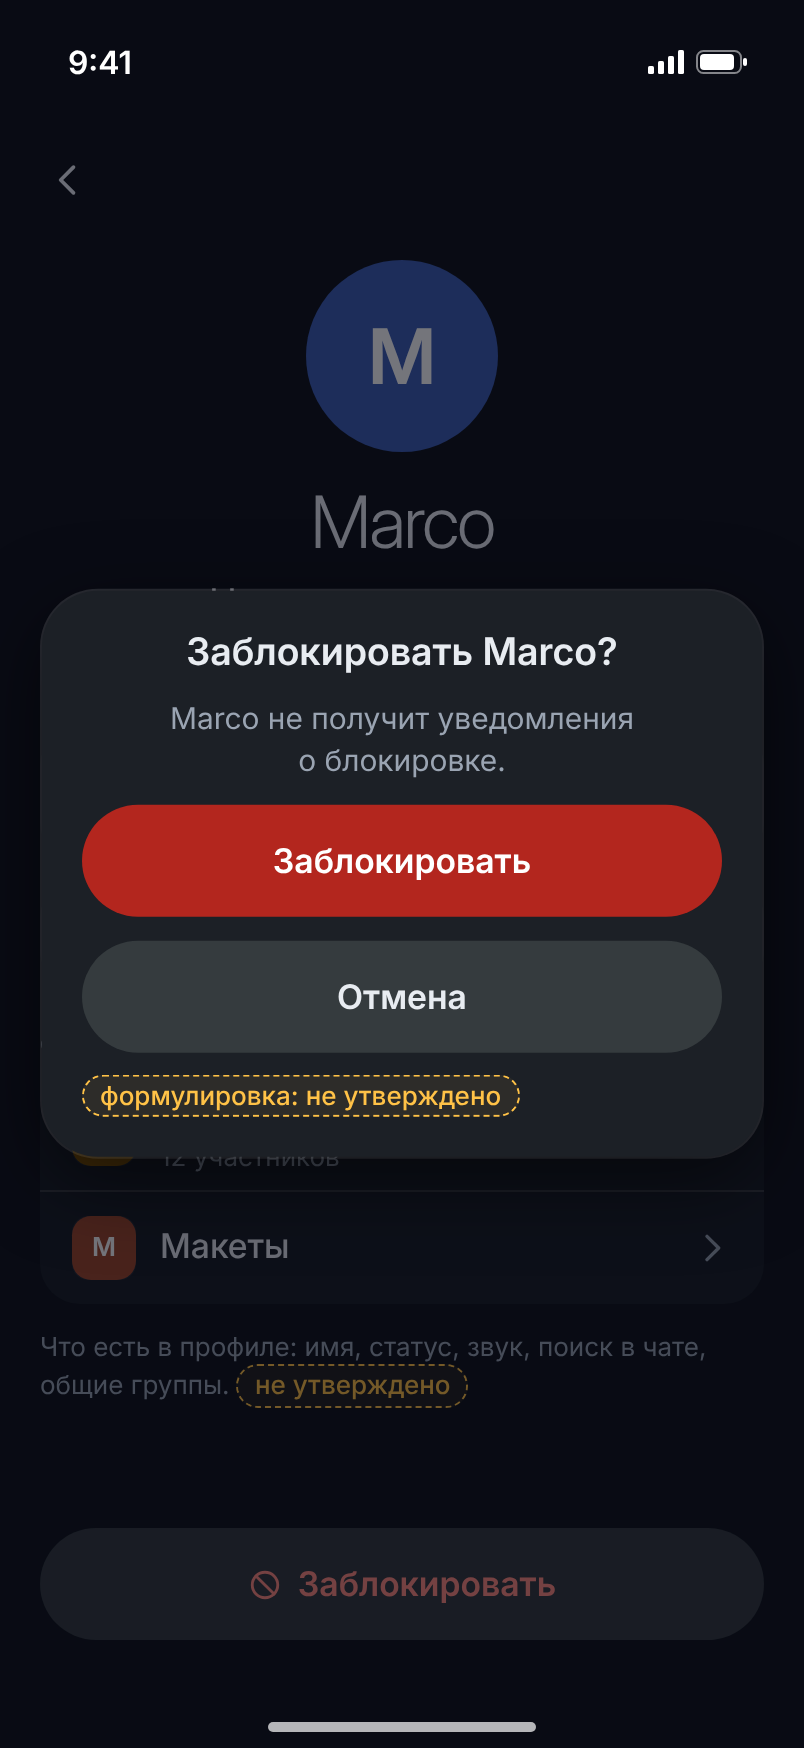 9:41
M
Marco
Заблокировать Marco?
Marco не получит уведомления
о блокировке.
Заблокировать
Отмена
формулировка: не утверждено
12 участников
М Макеты
Что есть в профиле: имя, статус, звук, поиск в чате,
общие группы. не утверждено
Заблокировать